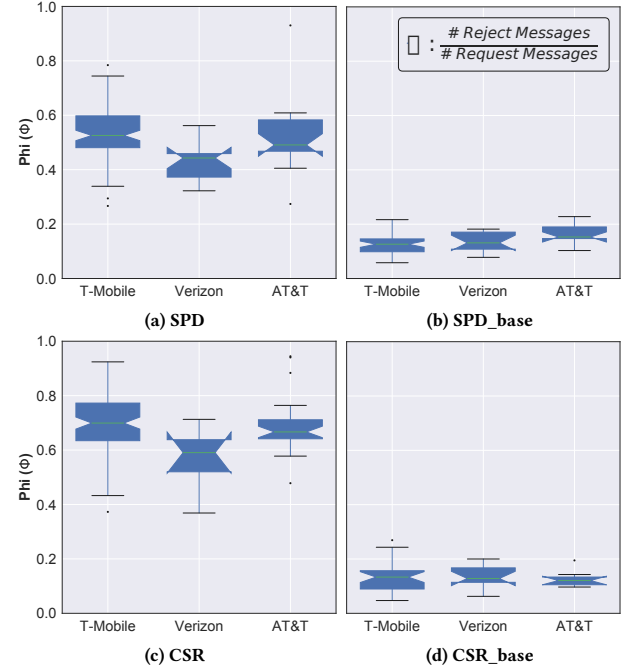 1.0
0.8
0.6
0.4
0.2
0.0
Phi (Φ)
T-Mobile Verizon AT&T
(a) SPD
: # Reject Messages
# Request Messages
T-Mobile Verizon AT&T
(b) SPD_base
1.0
0.8
0.6
0.4
0.2
0.0
Phi (Φ)
T-Mobile Verizon AT&T
(c) CSR
T-Mobile Verizon AT&T
(d) CSR_base